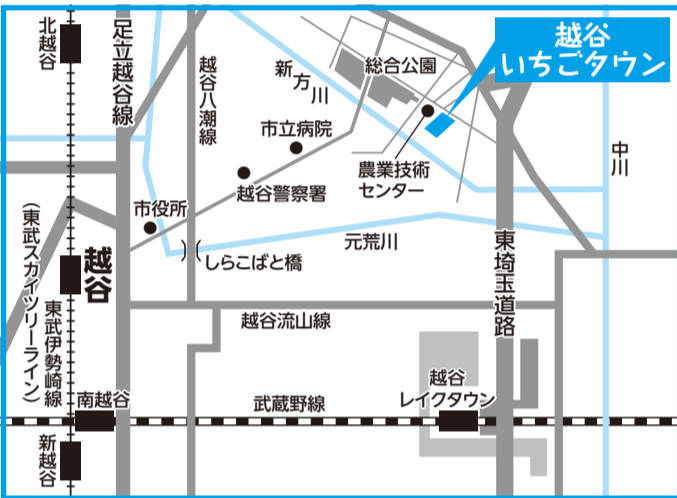 北越谷
足立越谷線
越谷八潮線
新方川
総合公園
越谷
いちごタウン
市立病院
農業技術
センター
中川
越谷警察署
市役所
元荒川
しらこばと橋
越谷
東埼玉道路
東武伊勢崎線
(東武スカイツリーライン)
越谷流山線
越谷
レイクタウン
南越谷
武蔵野線
新越谷